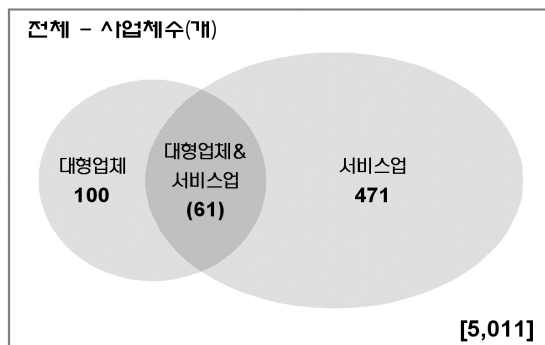 전체 - 사업체수(개)
대형업체
100
대형업체&
서비스업
(61)
서비스업
471
[5,011]